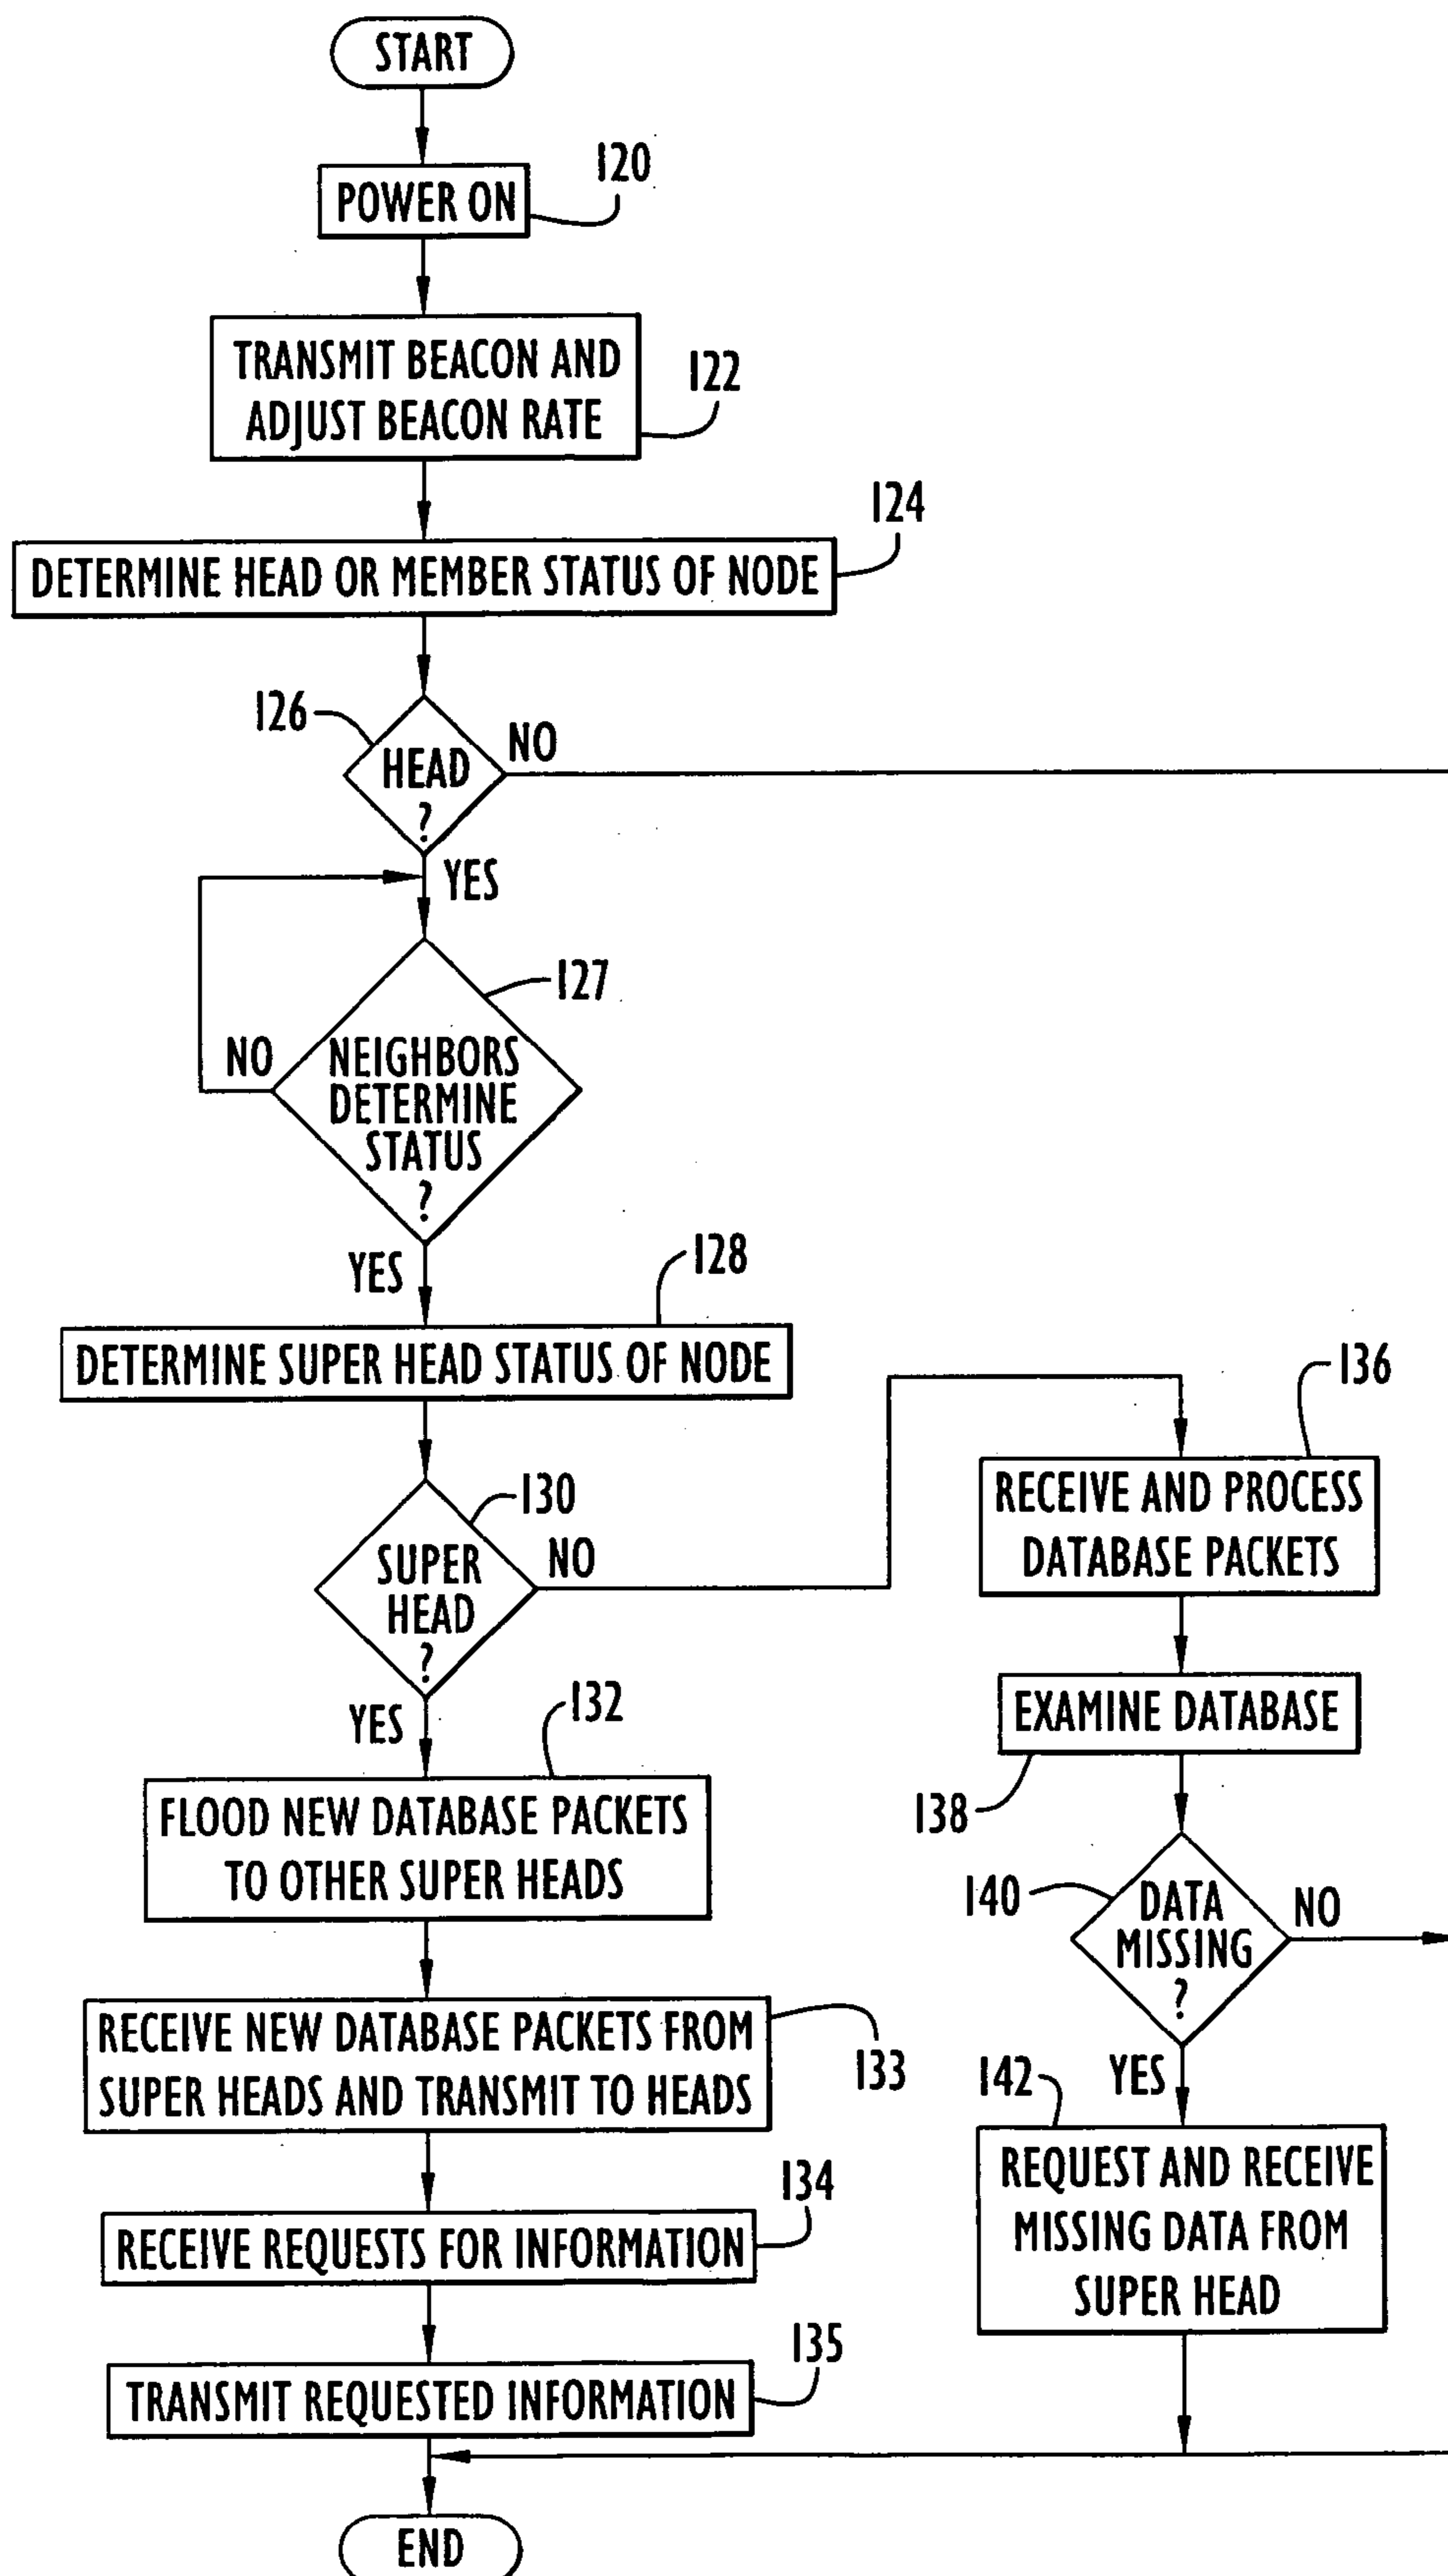 START
POWER ON
120
TRANSMIT BEACON AND
ADJUST BEACON RATE
122
DETERMINE HEAD OR MEMBER STATUS OF NODE
124
126
HEAD
?
NO
YES
127
NEIGHBORS
DETERMINE
STATUS
?
NO
YES
128
DETERMINE SUPER HEAD STATUS OF NODE
130
SUPER
HEAD
?
NO
YES
132
FLOOD NEW DATABASE PACKETS
TO OTHER SUPER HEADS
RECEIVE NEW DATABASE PACKETS FROM
SUPER HEADS AND TRANSMIT TO HEADS
133
134
RECEIVE REQUESTS FOR INFORMATION
135
TRANSMIT REQUESTED INFORMATION
136
RECEIVE AND PROCESS
DATABASE PACKETS
EXAMINE DATABASE
138
140
DATA
MISSING
?
NO
YES
142
REQUEST AND RECEIVE
MISSING DATA FROM
SUPER HEAD
END